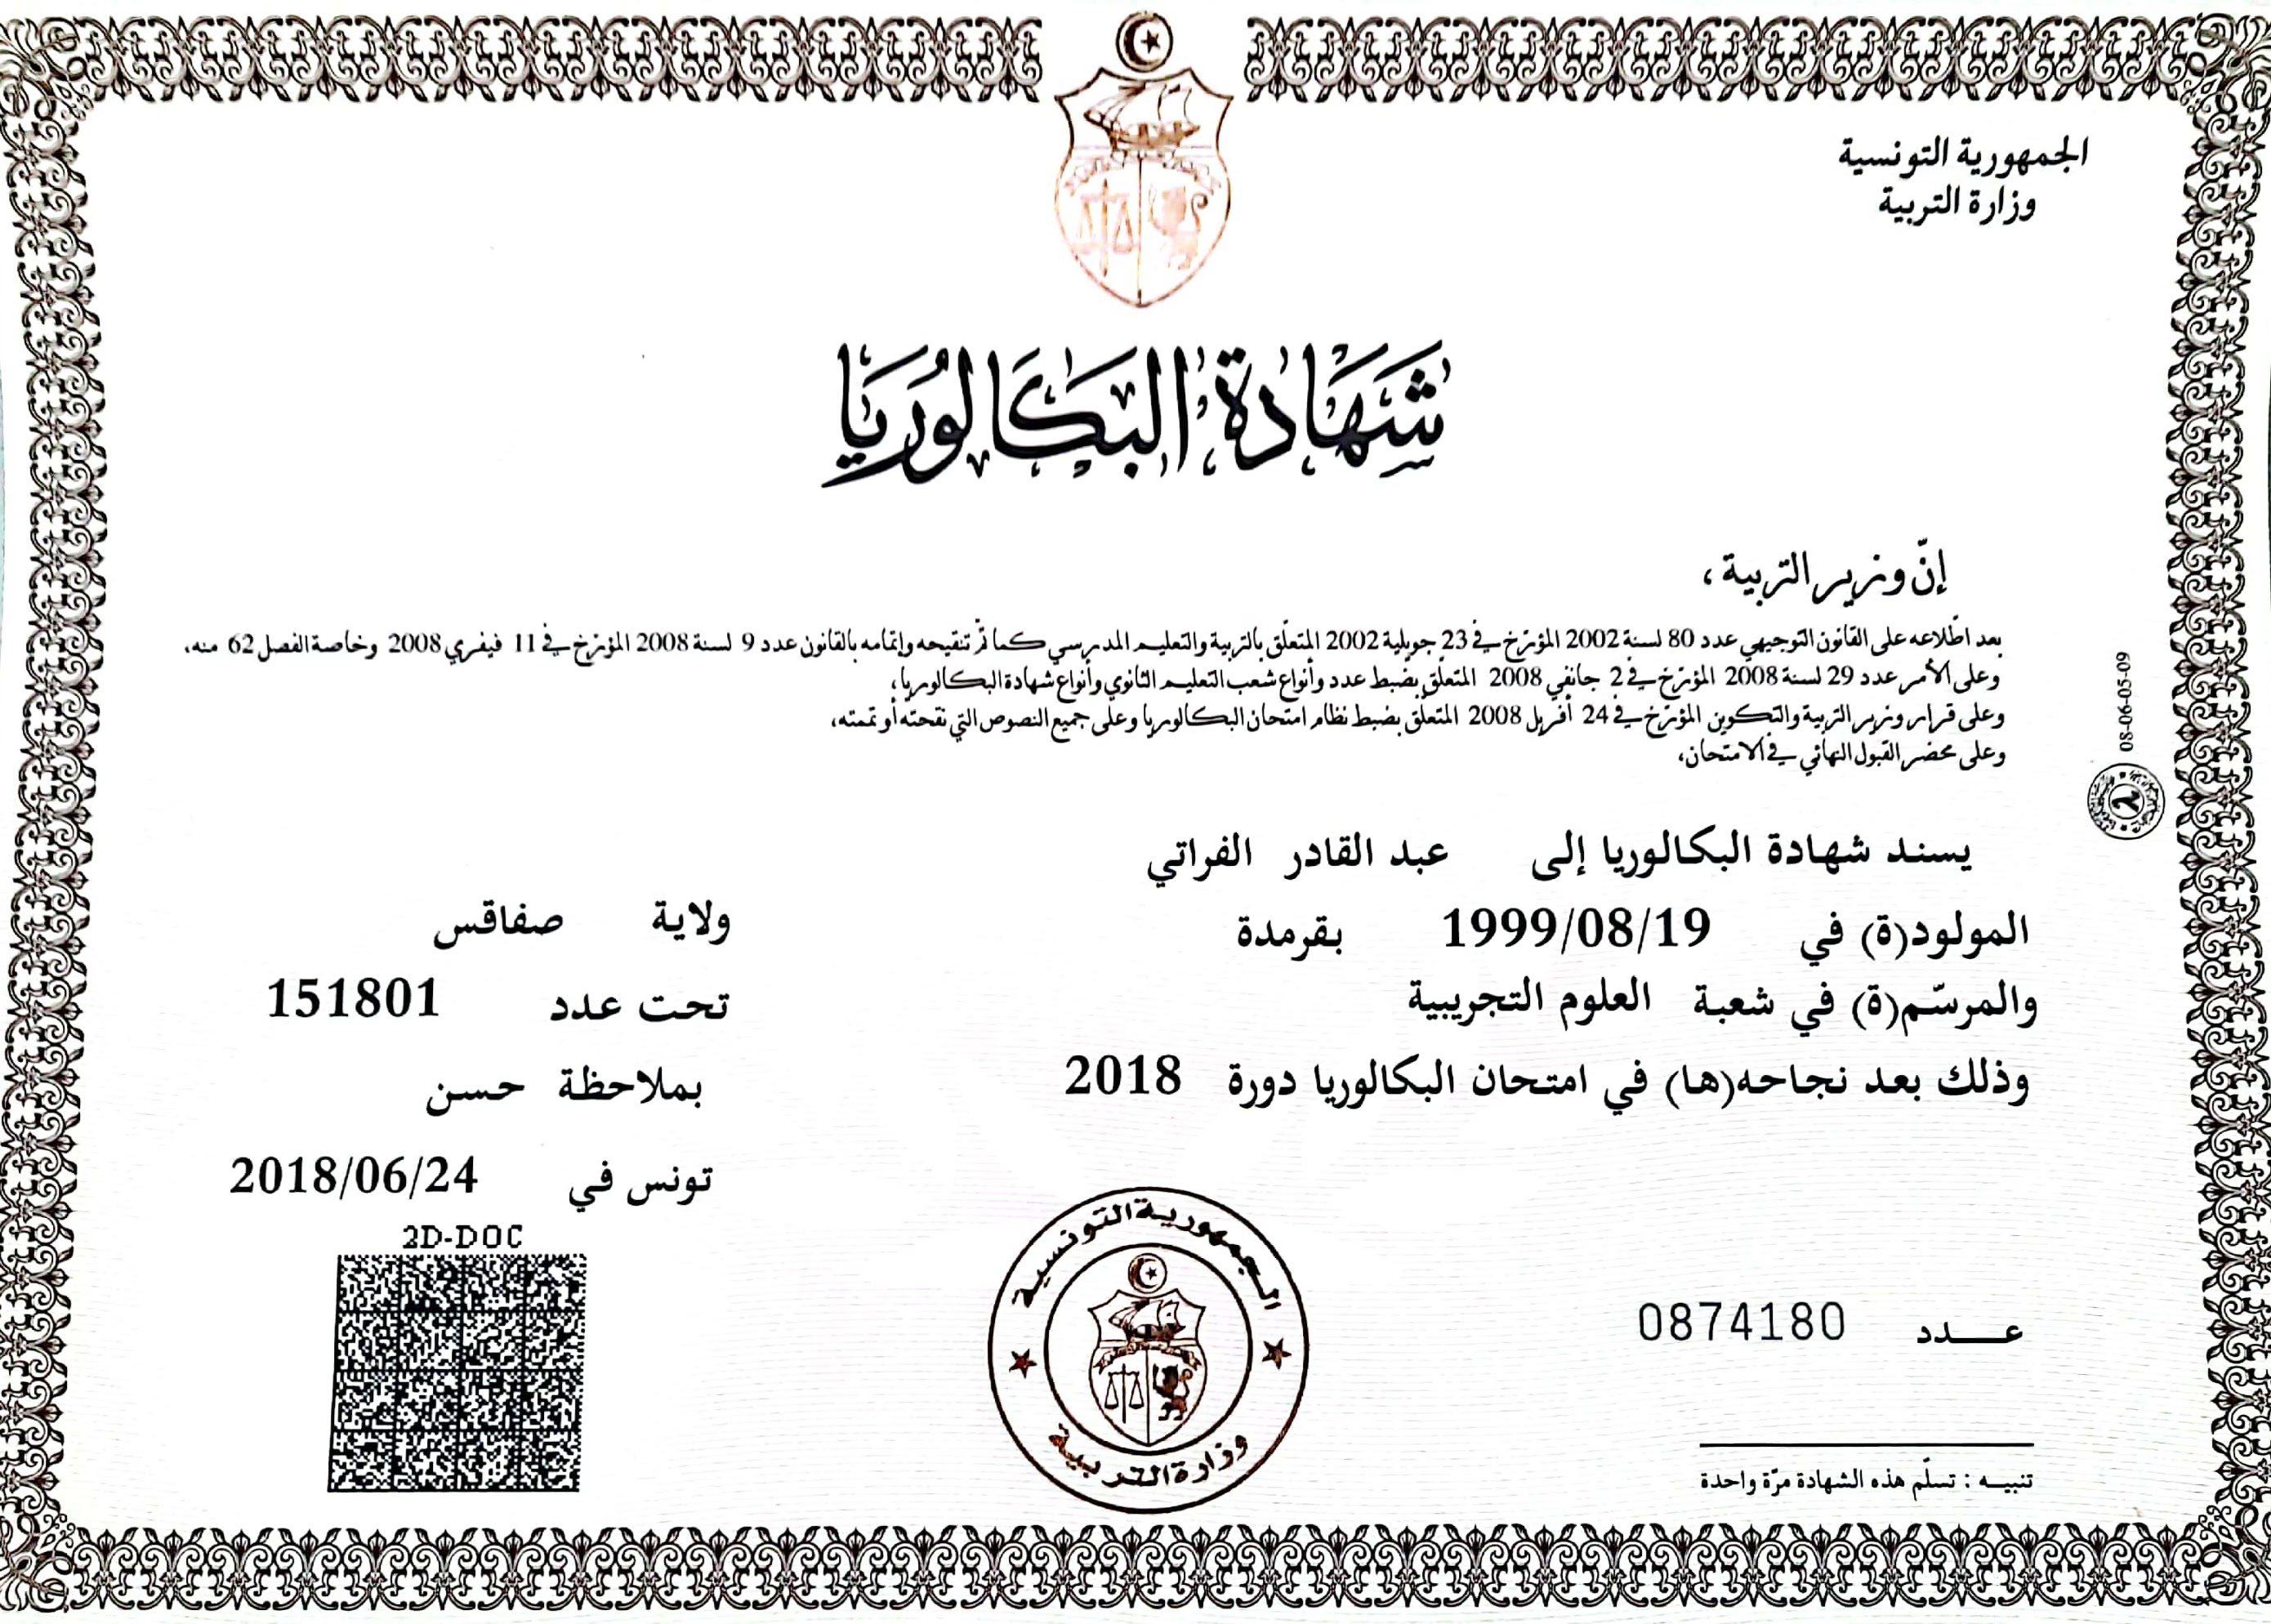 الجمهورية التونسية
وزارة التربية
شَهَادَة البَكَالُورِيَا
إنّ وزير التربية،
بعد اطّلاعه على القانون التوجيهي عدد 80 لسنة 2002 المؤرّخ في 23 جويلية 2002 المتعلّق بالتربية والتعليم المدرسي كما تمّ تنقيحه وإتمامه بالقانون عدد 9 لسنة 2008 المؤرّخ في 11 فيفري 2008 وخاصة الفصل 62 منه،
وعلى الأمر عدد 29 لسنة 2008 المؤرّخ في 2 جانفي 2008 المتعلّق بضبط عدد وأنواع شعب التعليم الثانوي وأنواع شهادة البكالوريا،
وعلى قرار وزير التربية والتكوين المؤرّخ في 24 أفريل 2008 المتعلّق بضبط نظام امتحان البكالوريا وعلى جميع النصوص التي نقحته أو تممته،
وعلى محضر القبول النهائي في الامتحان،
08-06-05-09
يسند شهادة البكالوريا إلى عبد القادر الفراتي
المولود(ة) في 1999/08/19 بقرمدة ولاية صفاقس
والمرسّم(ة) في شعبة العلوم التجريبية تحت عدد 151801
وذلك بعد نجاحه(ها) في امتحان البكالوريا دورة 2018 بملاحظة حسن
تونس في 2018/06/24
2D-DOC
الجمهورية التونسية
وزارة التربية
عدد 0874180
تنبيه : تسلّم هذه الشهادة مرّة واحدة